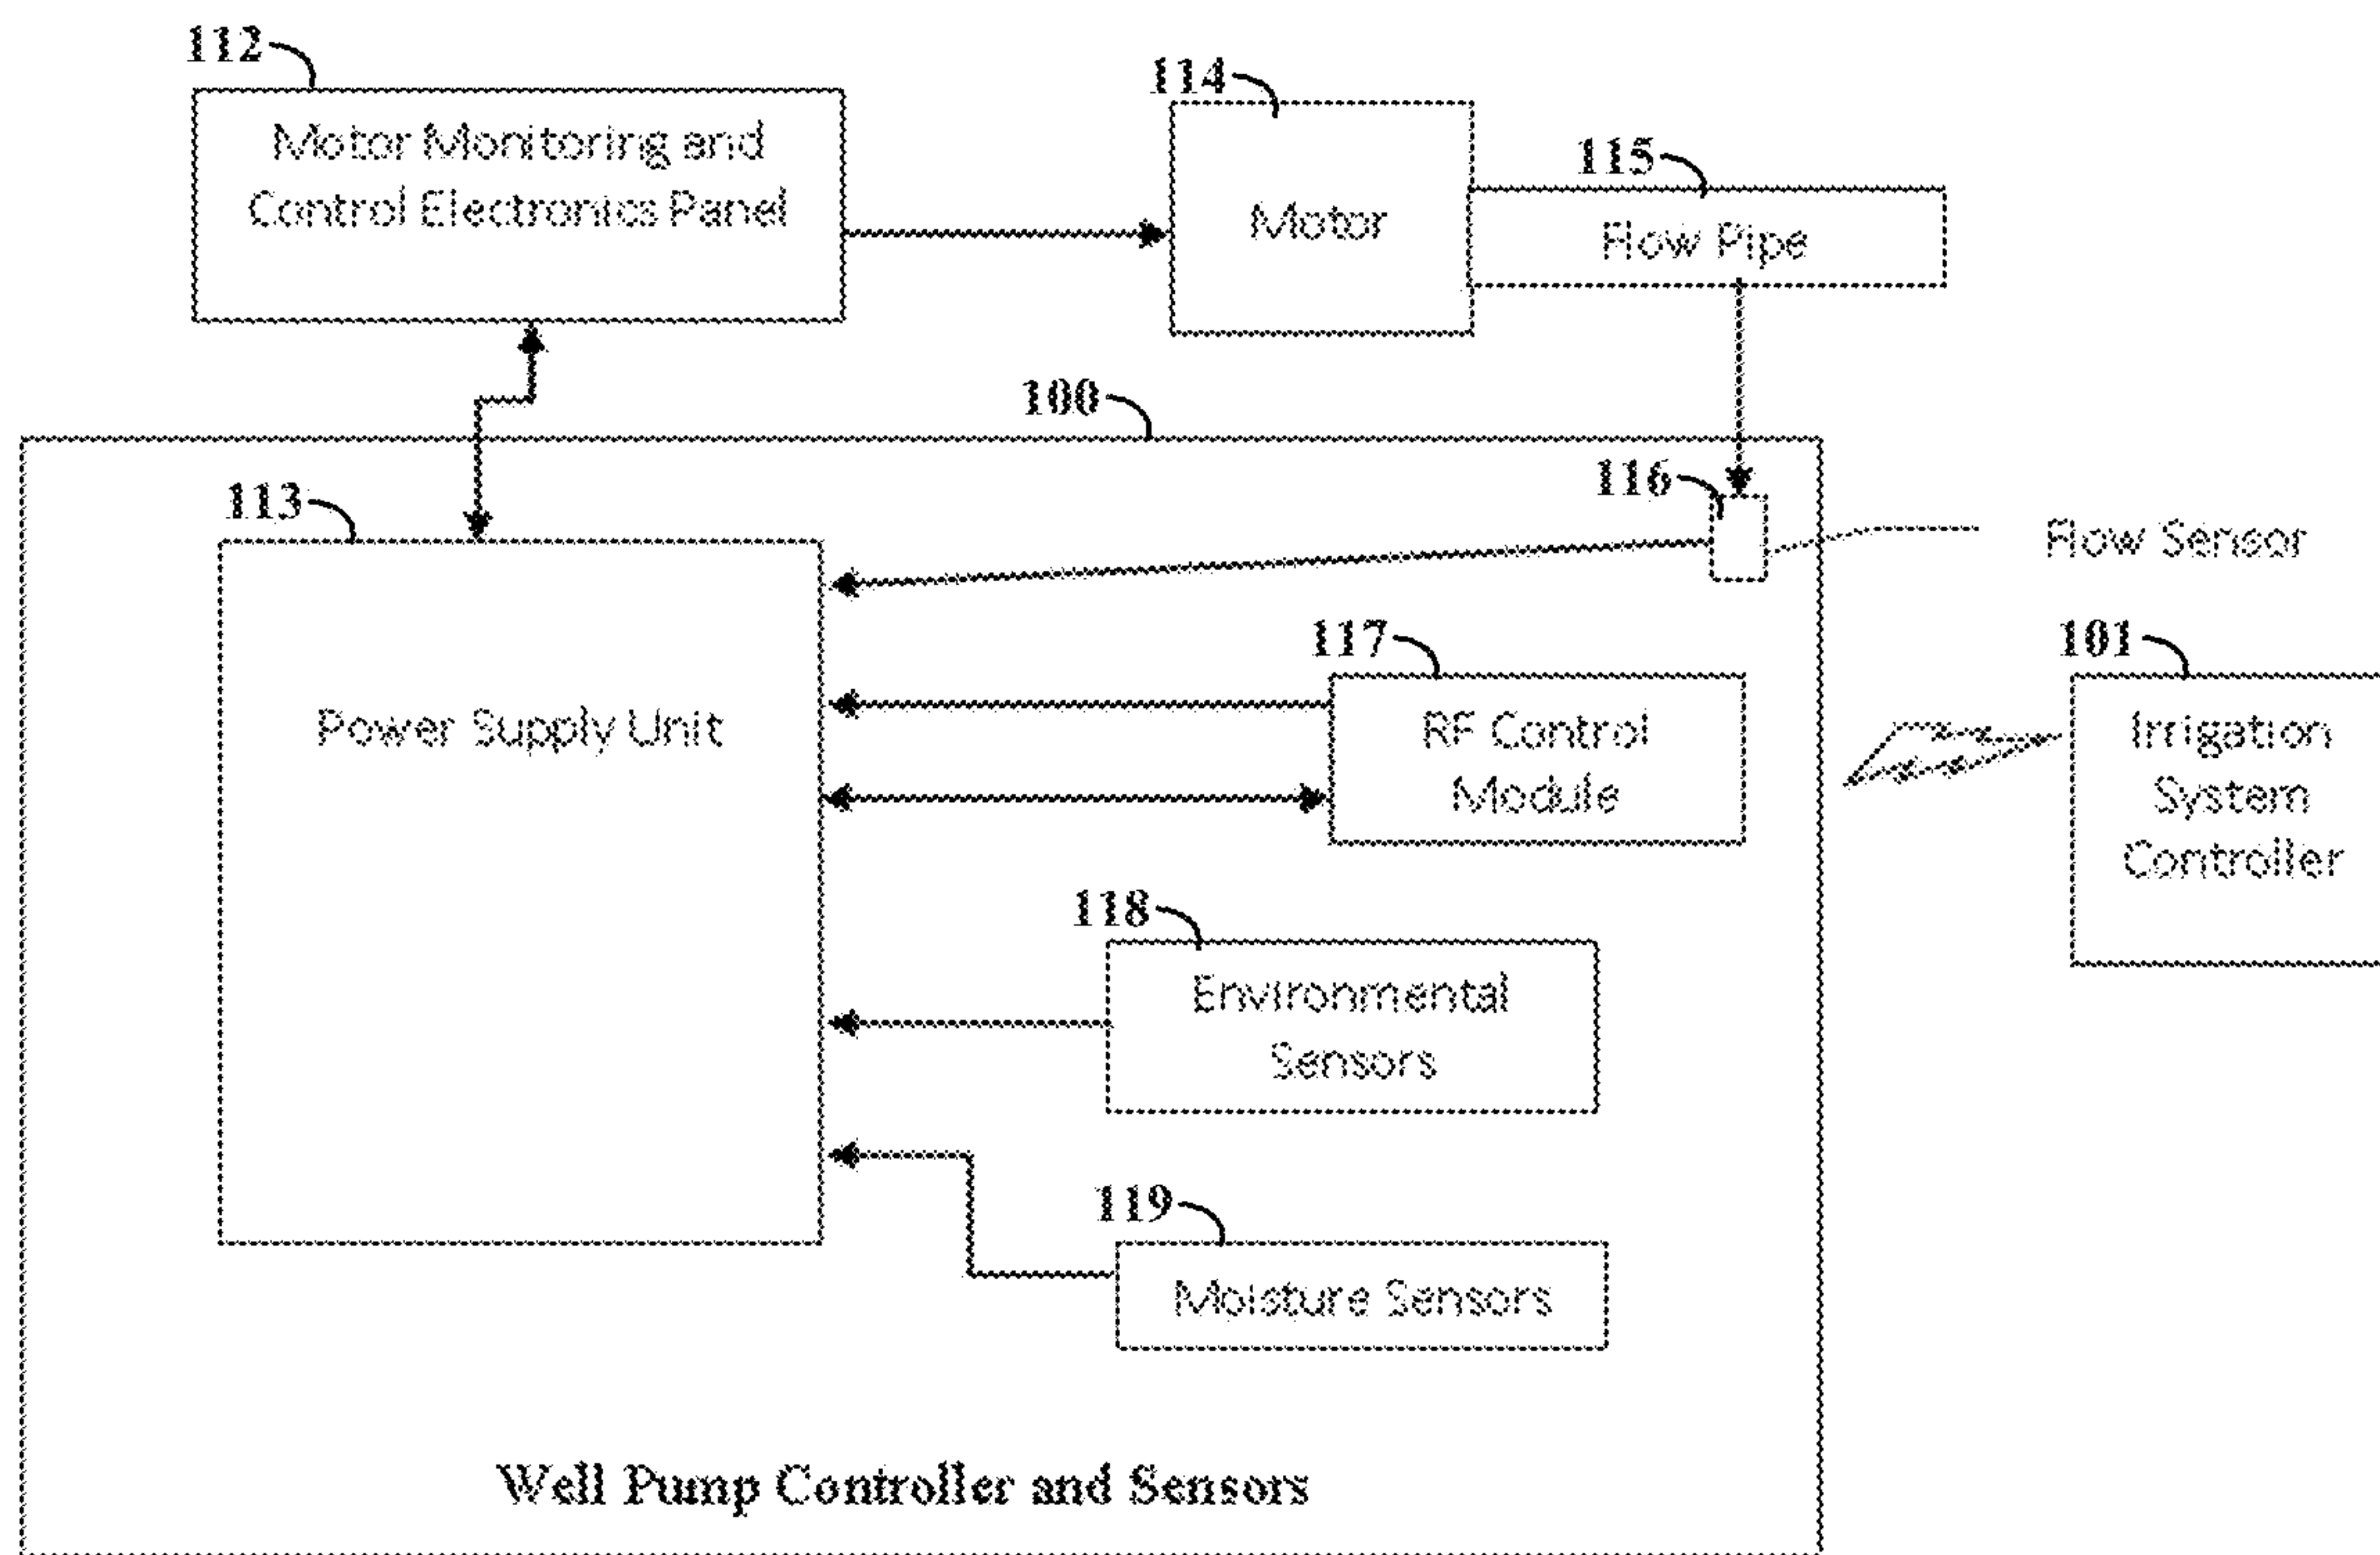 112
Motor Monitoring and
Control Electronics Panel
114
Motor
115
Flow Pipe
100
113
Power Supply Unit
116
Flow Sensor
117
RF Control
Module
101
Irrigation
System
Controller
118
Environmental
Sensors
119
Moisture Sensors
Well Pump Controller and Sensors